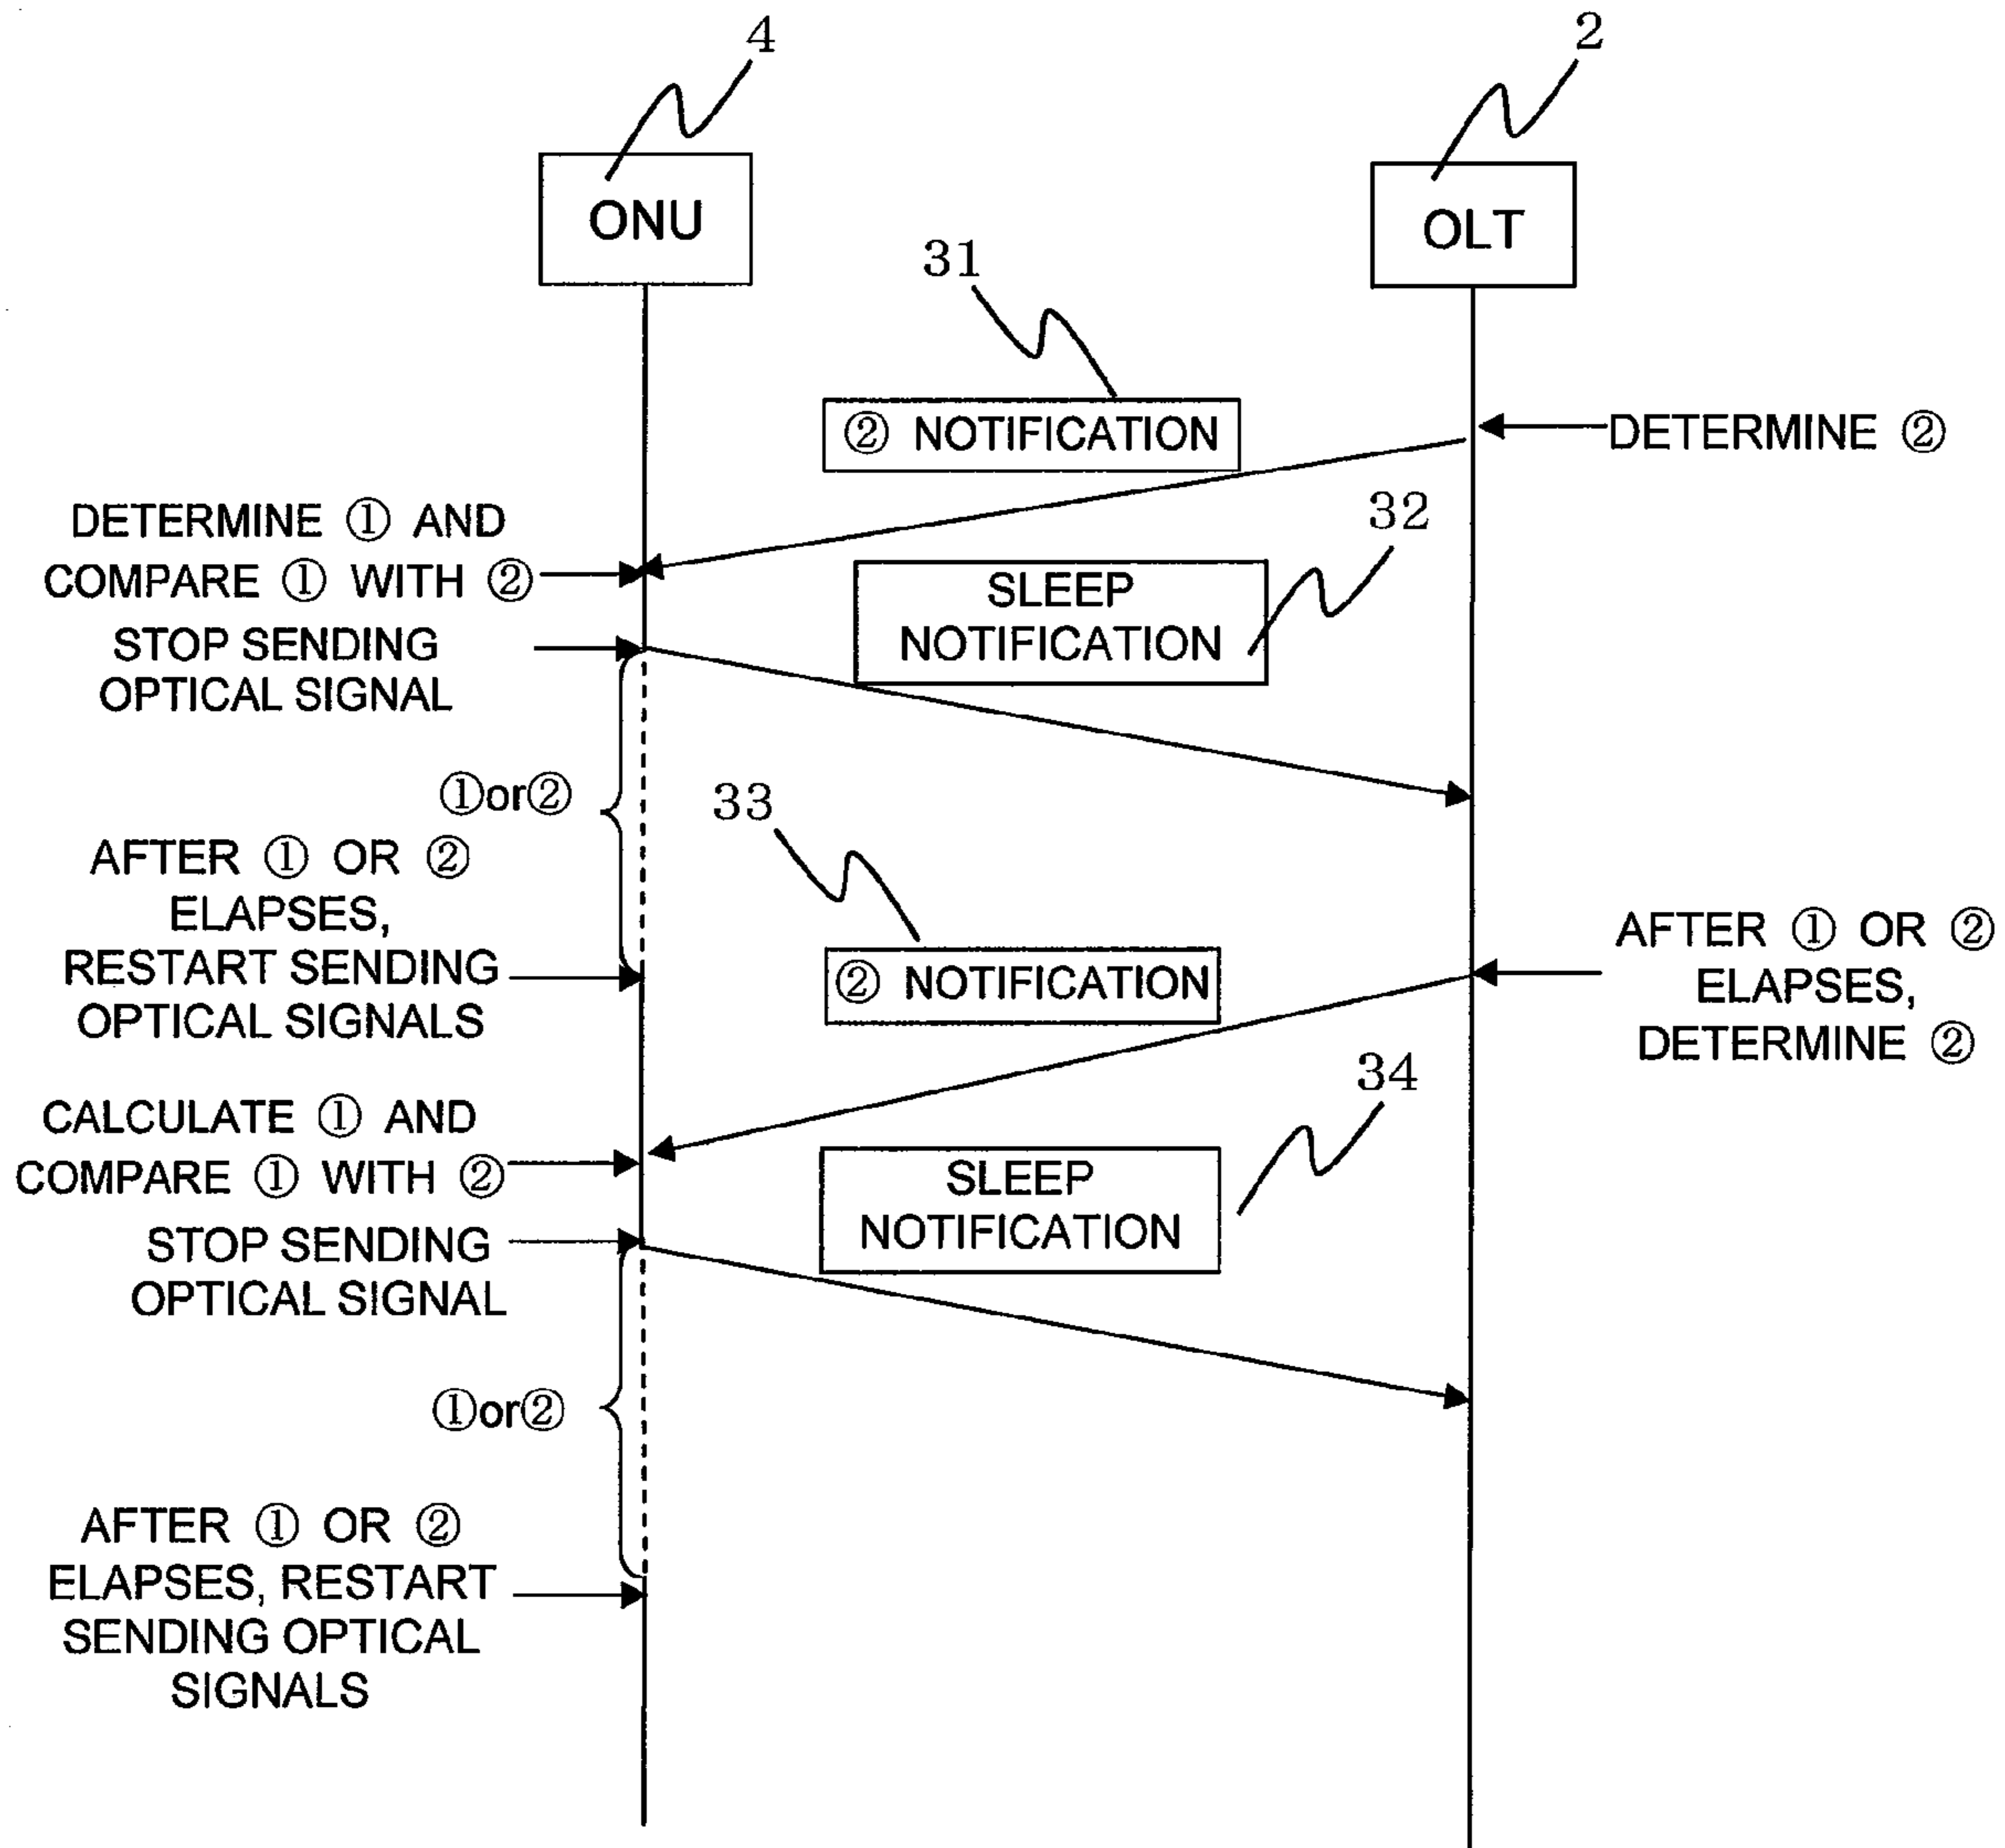 4
2
ONU
OLT
31
② NOTIFICATION
DETERMINE ②
32
DETERMINE ① AND
COMPARE ① WITH ②
SLEEP
NOTIFICATION
STOP SENDING
OPTICAL SIGNAL
①or②
33
AFTER ① OR ②
ELAPSES,
RESTART SENDING
OPTICAL SIGNALS
② NOTIFICATION
AFTER ① OR ②
ELAPSES,
DETERMINE ②
34
CALCULATE ① AND
COMPARE ① WITH ②
SLEEP
NOTIFICATION
STOP SENDING
OPTICAL SIGNAL
①or②
AFTER ① OR ②
ELAPSES, RESTART
SENDING OPTICAL
SIGNALS